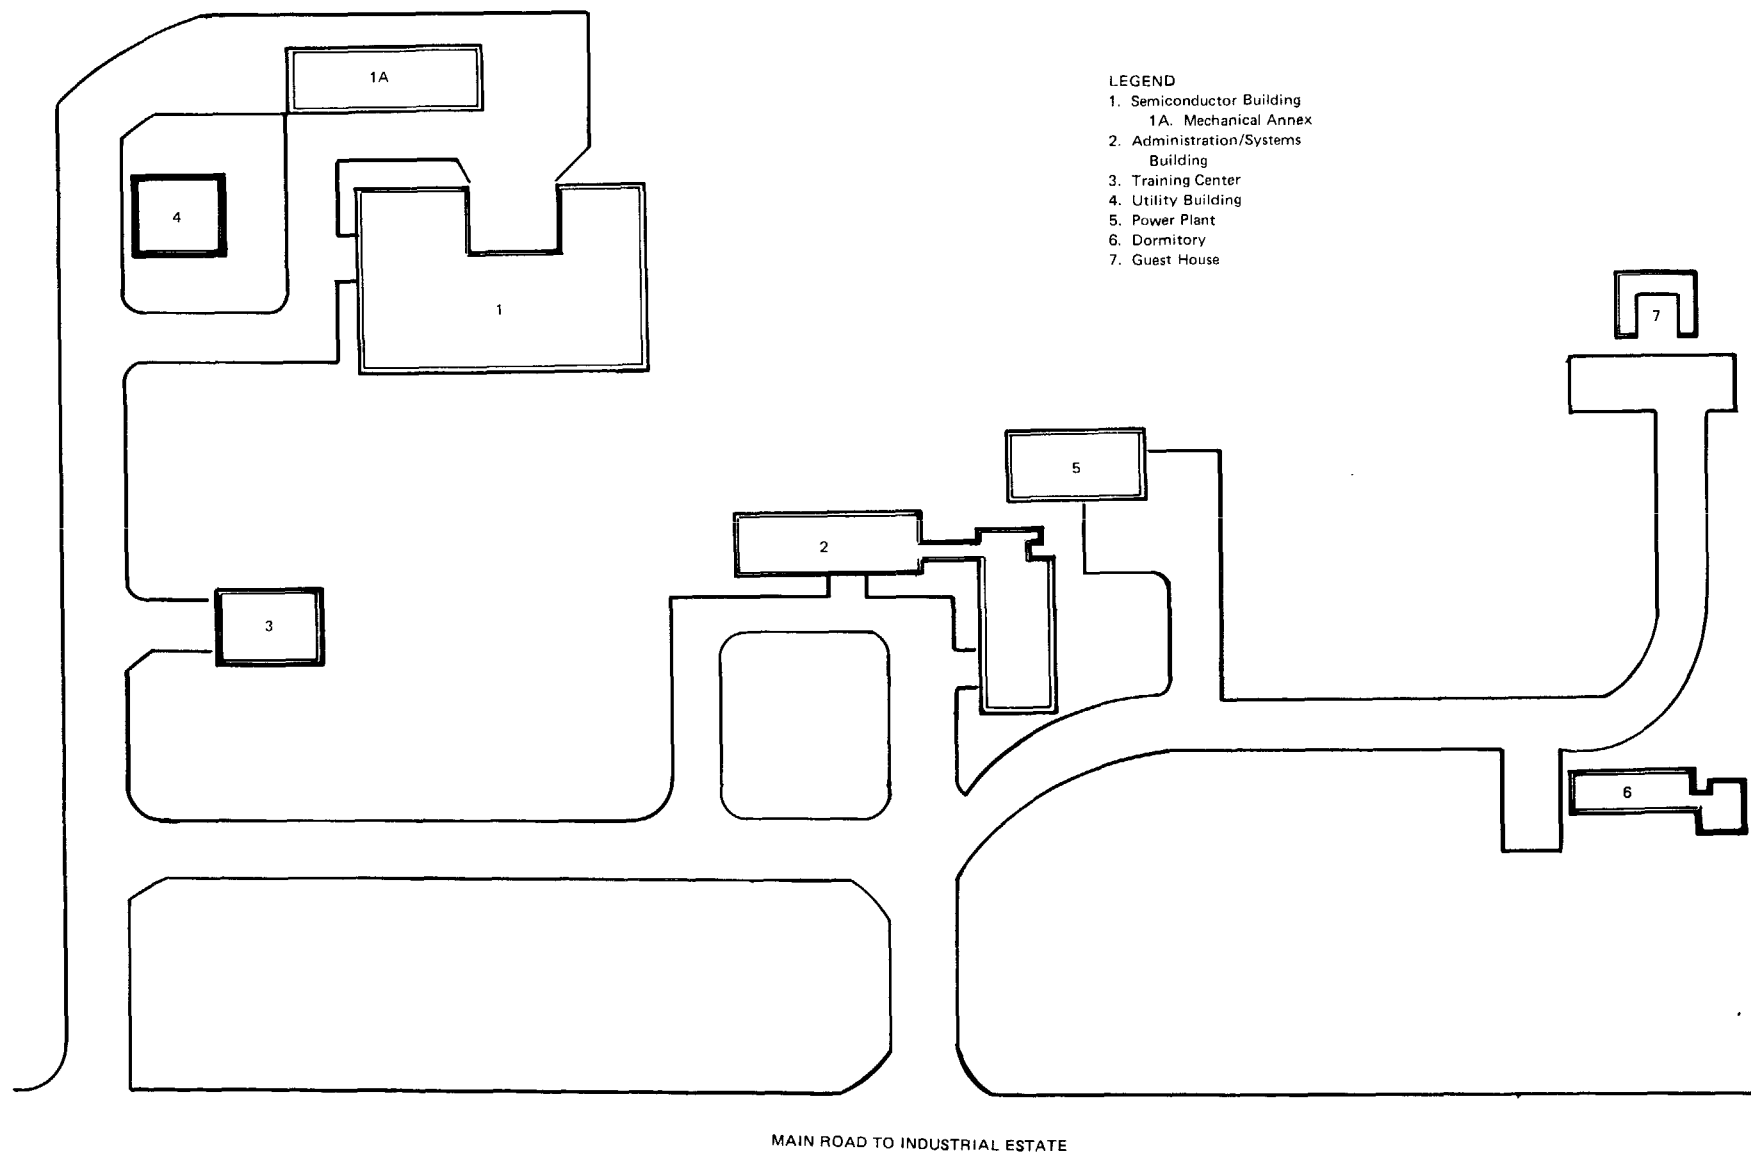 1A
LEGEND
1. Semiconductor Building
1A. Mechanical Annex
2. Administration/Systems
Building
3. Training Center
4. Utility Building
5. Power Plant
6. Dormitory
7. Guest House
4
1
7
5
2
3
6
MAIN ROAD TO INDUSTRIAL ESTATE